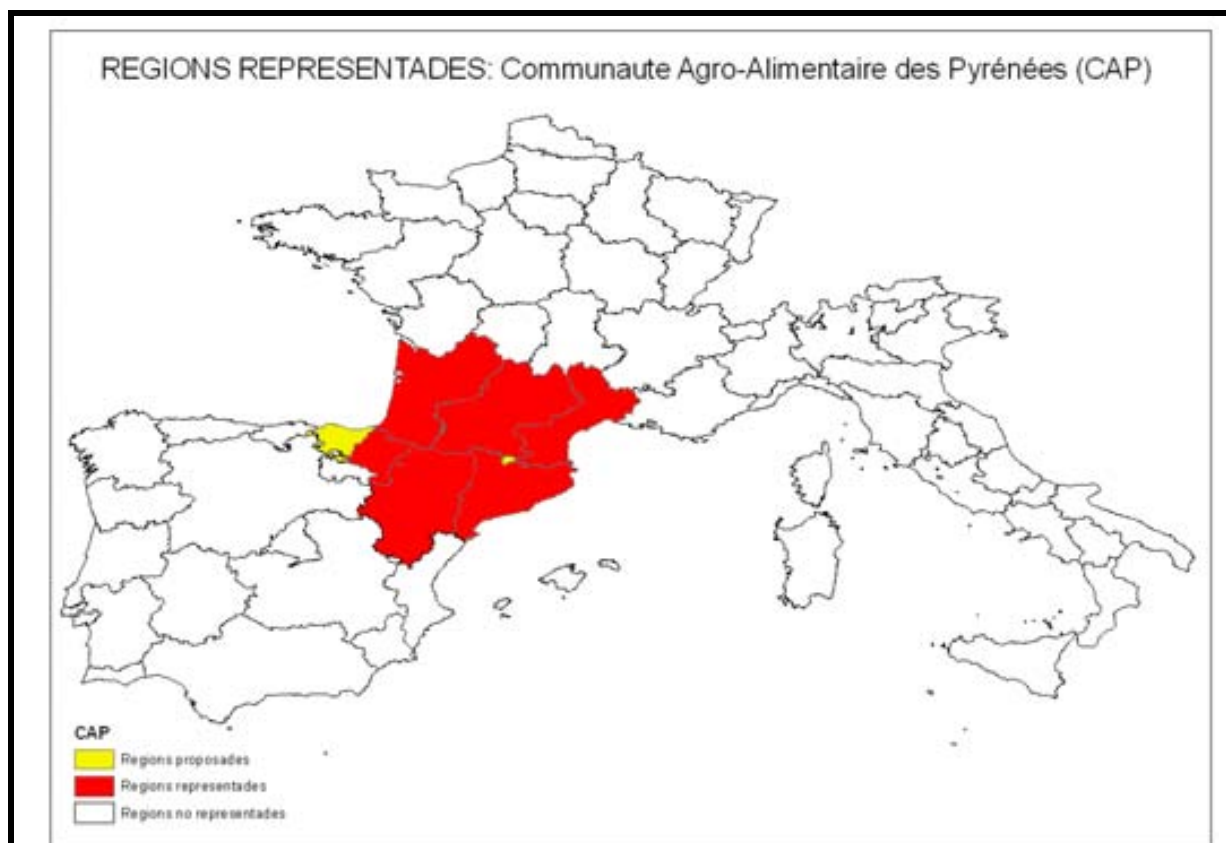 REGIONS REPRESENTADES: Communaute Agro-Alimentaire des Pyrénées (CAP)
CAP
Regions proposades
Regions representades
Regions no representades